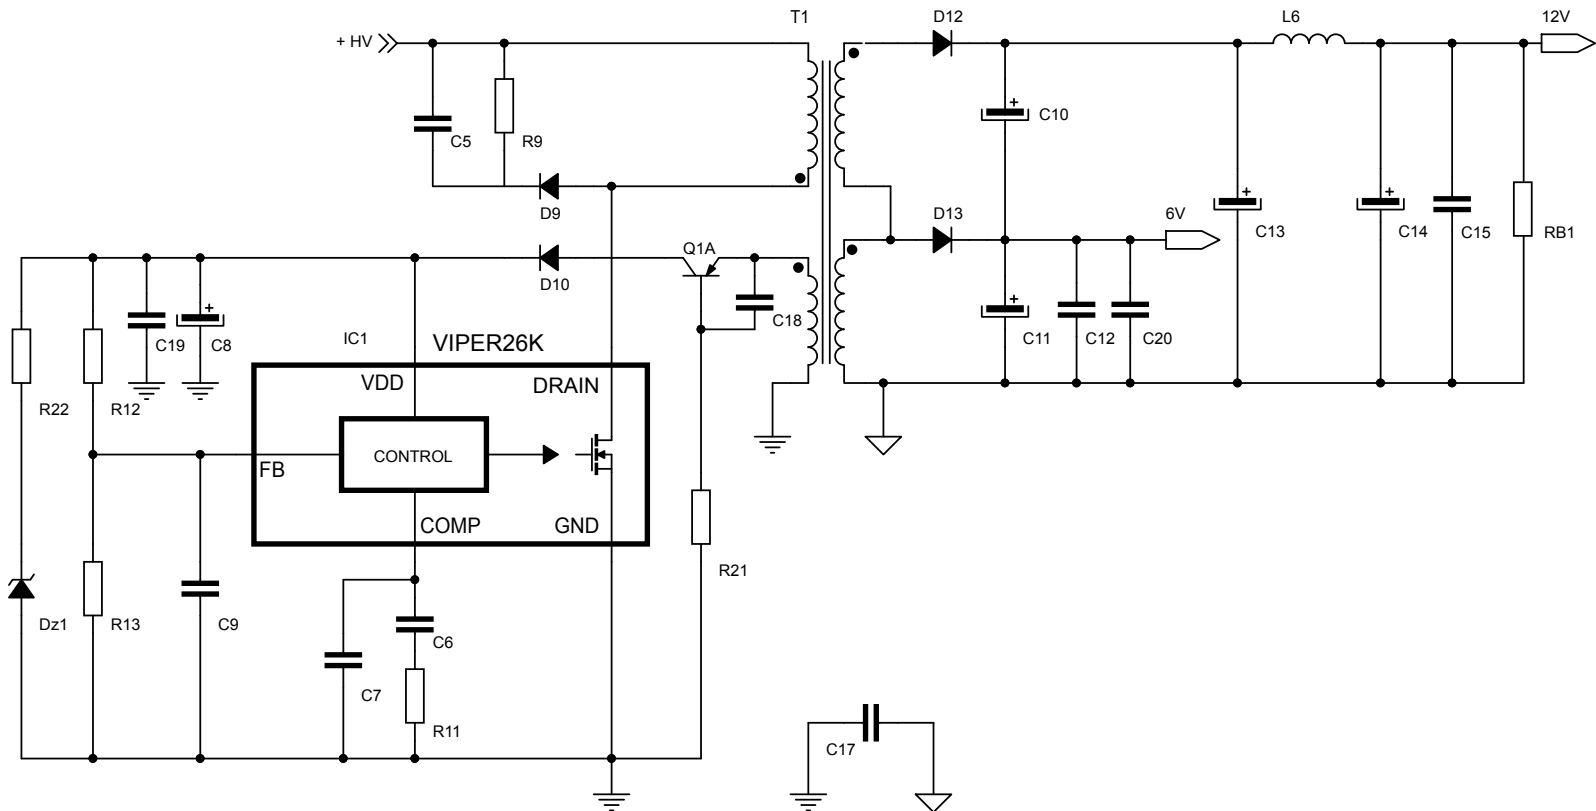 T1
D12
L6
12V
+ HV
+
C10
C5
R9
D9
D13
6V
+
C13
+
C14
C15
RB1
Q1A
D10
+
C19
C8
C18
+
C11
C12
C20
IC1
VIPER26K
VDD
DRAIN
R22
R12
CONTROL
FB
COMP
GND
R21
Dz1
R13
C9
C6
C7
R11
C17